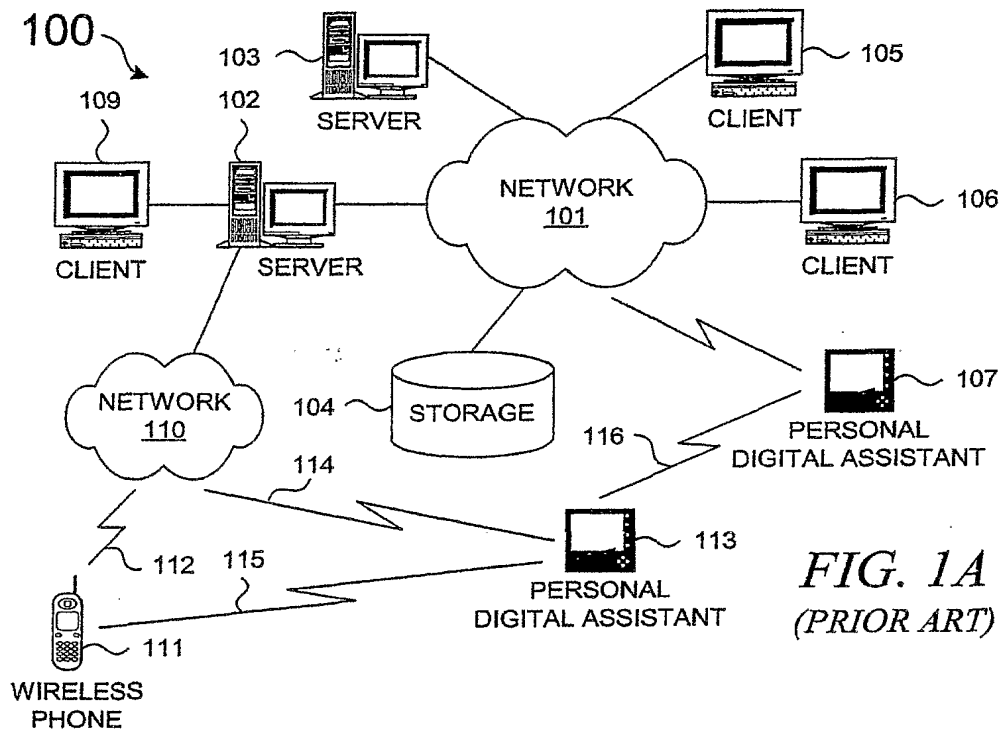 100
103
SERVER
105
CLIENT
109
CLIENT
102
SERVER
NETWORK
101
106
CLIENT
NETWORK
110
104
STORAGE
107
PERSONAL
DIGITAL ASSISTANT
116
114
112
115
113
PERSONAL
DIGITAL ASSISTANT
111
WIRELESS
PHONE
FIG. 1A
(PRIOR ART)